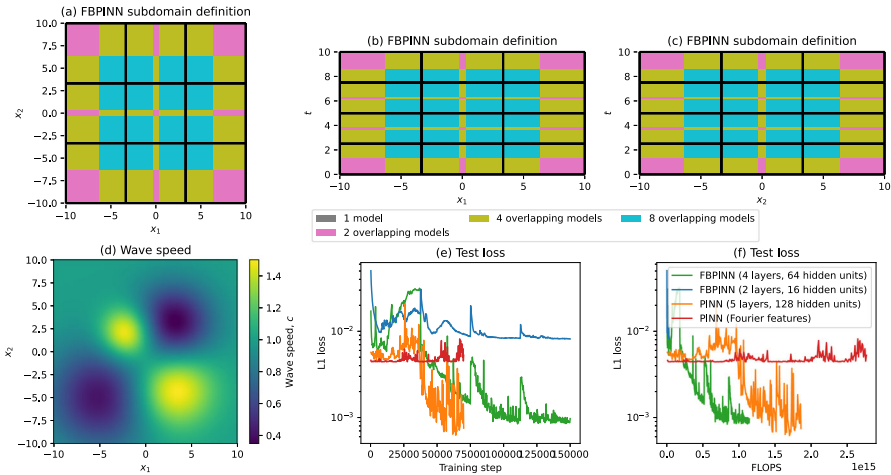 (a) FBPINN subdomain definition
10.0
7.5
5.0
2.5
0.0
−2.5
−5.0
−7.5
−10.0
x2
−10
−5
0
5
10
x1
(b) FBPINN subdomain definition
10
8
6
4
2
0
t
−10
−5
0
5
10
x1
(c) FBPINN subdomain definition
10
8
6
4
2
0
t
−10
−5
0
5
10
x2
1 model
2 overlapping models
4 overlapping models
8 overlapping models
(d) Wave speed
10.0
7.5
5.0
2.5
0.0
−2.5
−5.0
−7.5
−10.0
x2
−10
−5
0
5
10
x1
1.4
1.2
1.0
0.8
0.6
0.4
Wave speed, c
(e) Test loss
10⁻²
10⁻³
L1 loss
0
25000
50000
75000
100000
125000
150000
Training step
(f) Test loss
FBPINN (4 layers, 64 hidden units)
FBPINN (2 layers, 16 hidden units)
PINN (5 layers, 128 hidden units)
PINN (Fourier features)
10⁻²
10⁻³
L1 loss
0.0
0.5
1.0
1.5
2.0
2.5
1e15
FLOPS